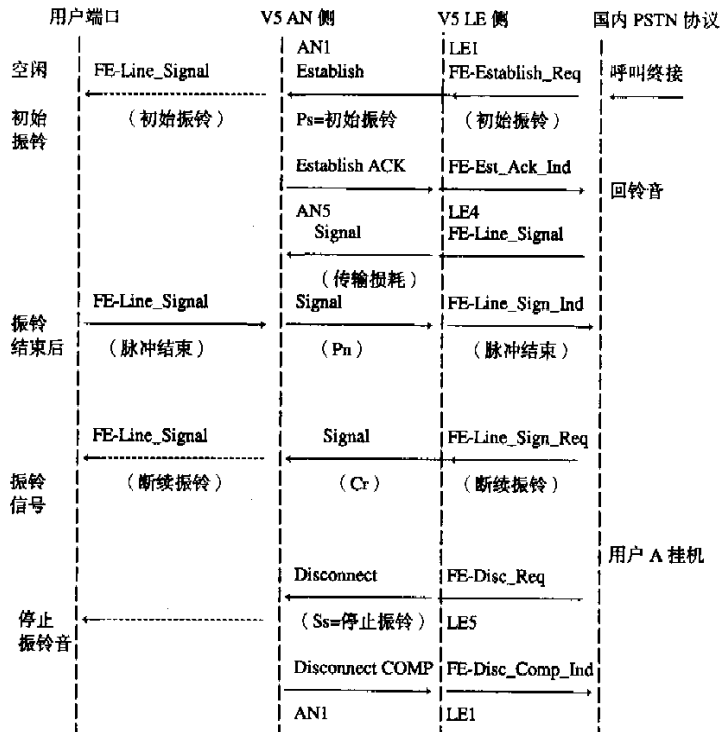 用户端口 V5 AN 侧 V5 LE 侧 国内 PSTN 协议
AN1 LE1
空闲 FE-Line_Signal Establish FE-Establish_Req 呼叫终接
初始 （初始振铃） Ps=初始振铃 （初始振铃）
振铃
Establish ACK FE-Est_Ack_Ind
回铃音
AN5 LE4
Signal FE-Line_Signal
（传输损耗）
FE-Line_Signal Signal FE-Line_Sign_Ind
振铃
结束后 （脉冲结束） （Pn） （脉冲结束）
FE-Line_Signal Signal FE-Line_Sign_Req
振铃 （断续振铃） （Cr） （断续振铃）
信号
用户 A 挂机
Disconnect FE-Disc_Req
停止 （Ss=停止振铃） LE5
振铃音
Disconnect COMP FE-Disc_Comp_Ind
AN1 LE1